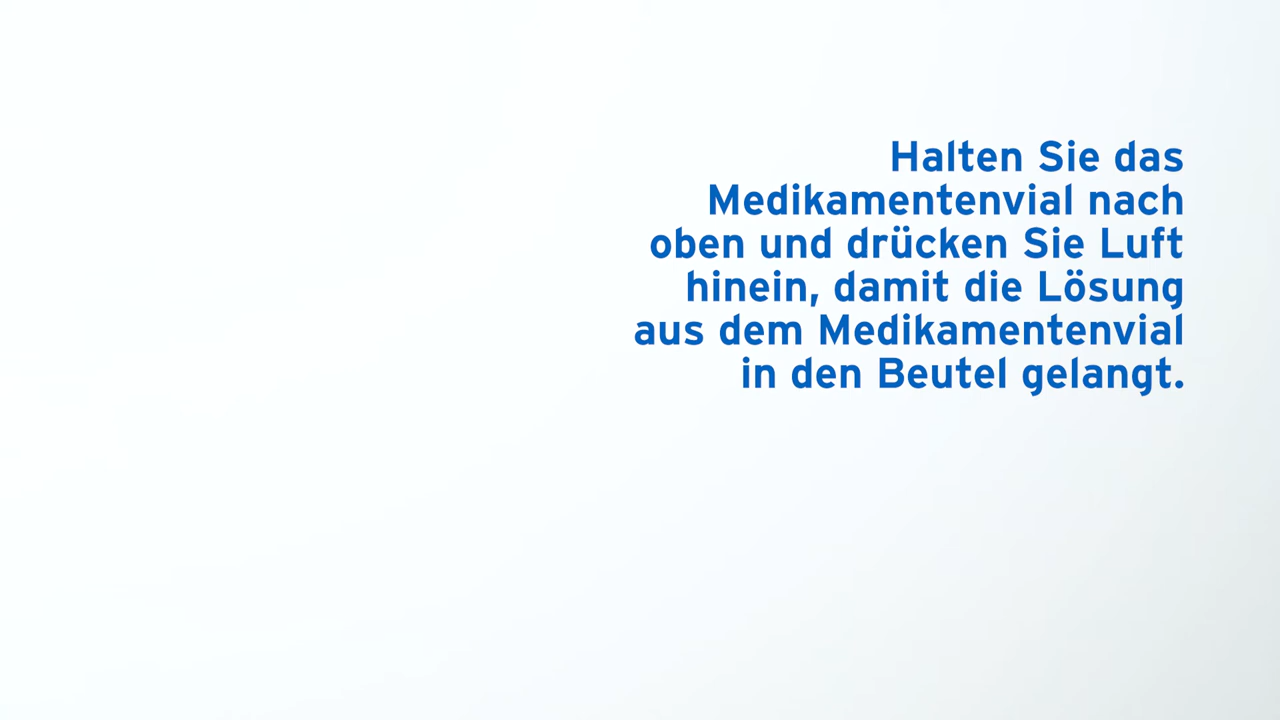 Halten Sie das
Medikamentenvial nach
oben und drücken Sie Luft
hinein, damit die Lösung
aus dem Medikamentenvial
in den Beutel gelangt.